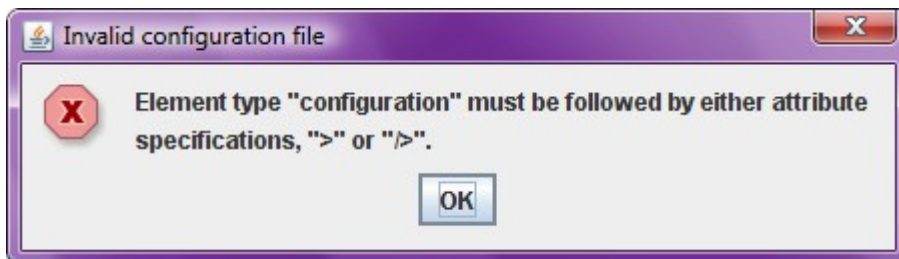 Invalid configuration file
Element type "configuration" must be followed by either attribute
specifications, ">" or "/>".
OK